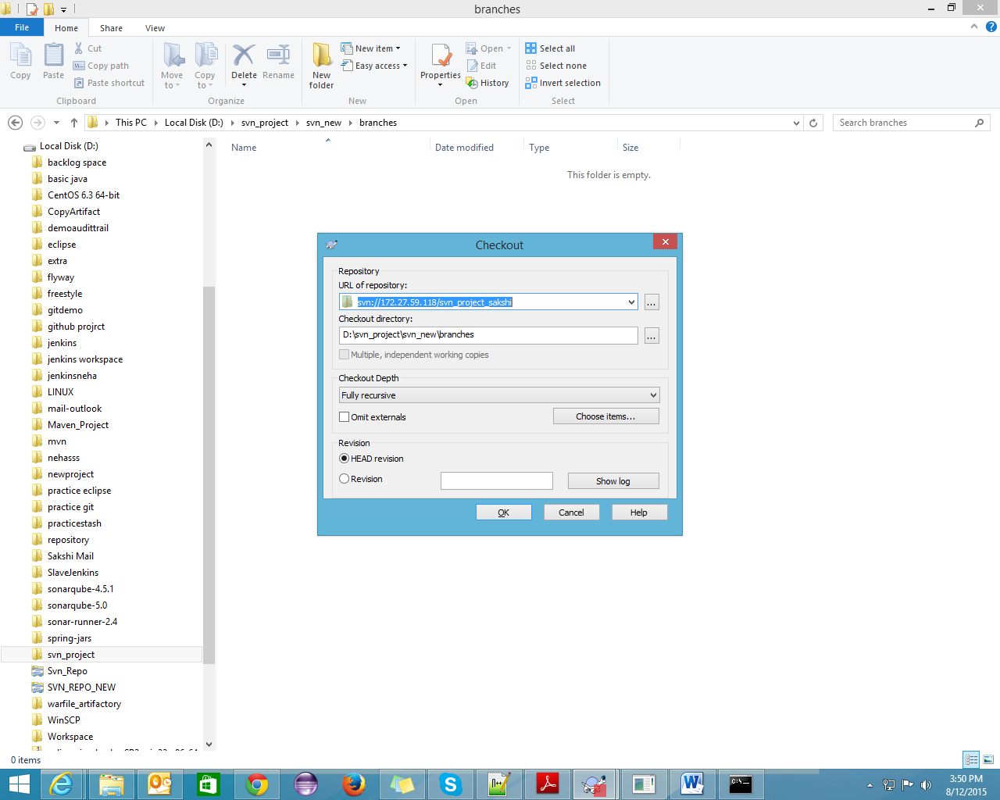 branches
File Home Share View
Copy
Paste
Cut
Copy path
Paste shortcut
Clipboard
Move to
Copy to
Delete
Rename
Organize
New folder
New item
Easy access
New
Properties
Open
Edit
History
Open
Select all
Select none
Invert selection
Select
This PC Local Disk (D:) svn_project svn_new branches
Search branches
Local Disk (D:)
backlog space
basic java
CentOS 6.3 64-bit
CopyArtifact
demoaudittrail
eclipse
extra
flyway
freestyle
gitdemo
github projrct
jenkins
jenkins workspace
jenkinsneha
LINUX
mail-outlook
Maven_Project
mvn
nehasss
newproject
practice eclipse
practice git
practicestash
repository
Sakshi Mail
SlaveJenkins
sonarqube-4.5.1
sonarqube-5.0
sonar-runner-2.4
spring-jars
svn_project
Svn_Repo
SVN_REPO_NEW
warfile_artifactory
WinSCP
Workspace
Name Date modified Type Size
This folder is empty.
Checkout
Repository
URL of repository:
svn://172.27.59.118/svn_project_sakshi
...
Checkout directory:
D:\svn_project\svn_new\branches
...
Multiple, independent working copies
Checkout Depth
Fully recursive
Omit externals
Choose items...
Revision
HEAD revision
Revision
Show log
OK Cancel Help
0 items
3:50 PM
8/12/2015